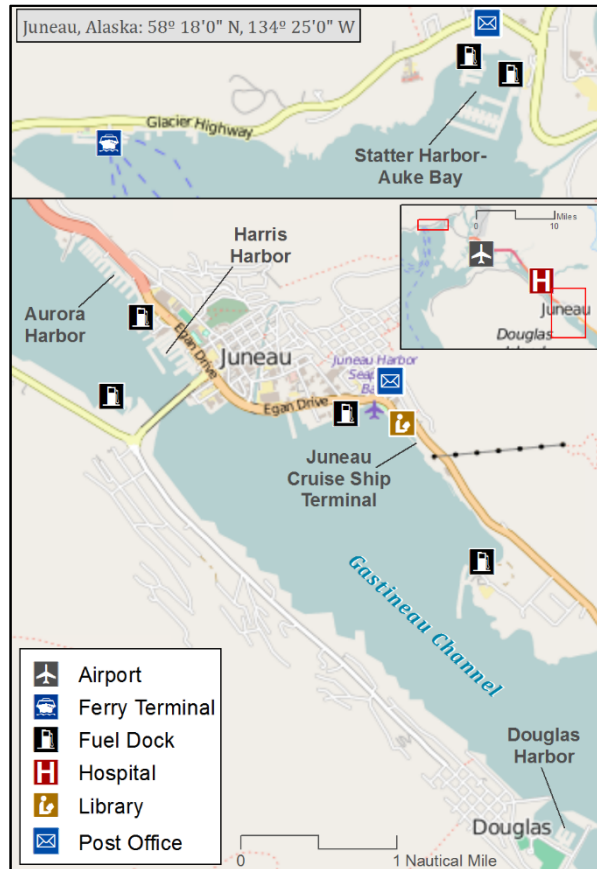 Juneau, Alaska: 58º 18'0" N, 134º 25'0" W
Glacier Highway
Statter Harbor-
Auke Bay
Harris
Harbor
Aurora
Harbor
Egan Drive
Juneau
Egan Drive
Juneau Harbor
Juneau
Cruise Ship
Terminal
Miles
0
10
H
Juneau
Douglas
Gastineau Channel
Airport
Ferry Terminal
Fuel Dock
H
Hospital
Library
Post Office
Douglas
Harbor
Douglas
0
1 Nautical Mile